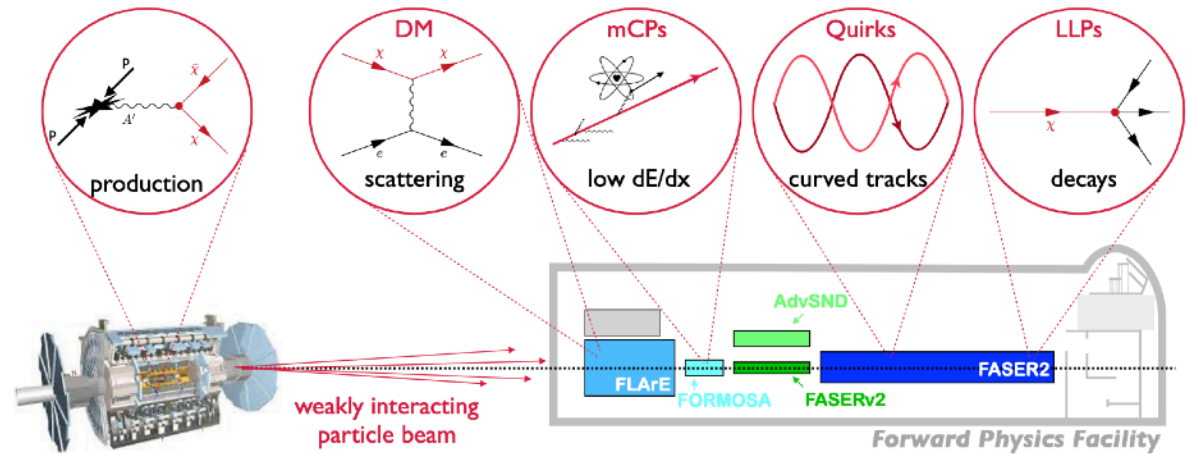 DM
mCPs
Quirks
LLPs
P
P
A′
χ̄
χ
production
χ
χ
e
e
scattering
low dE/dx
curved tracks
χ
decays
AdvSND
FLArE
FORMOSA
FASERν2
FASER2
weakly interacting
particle beam
Forward Physics Facility